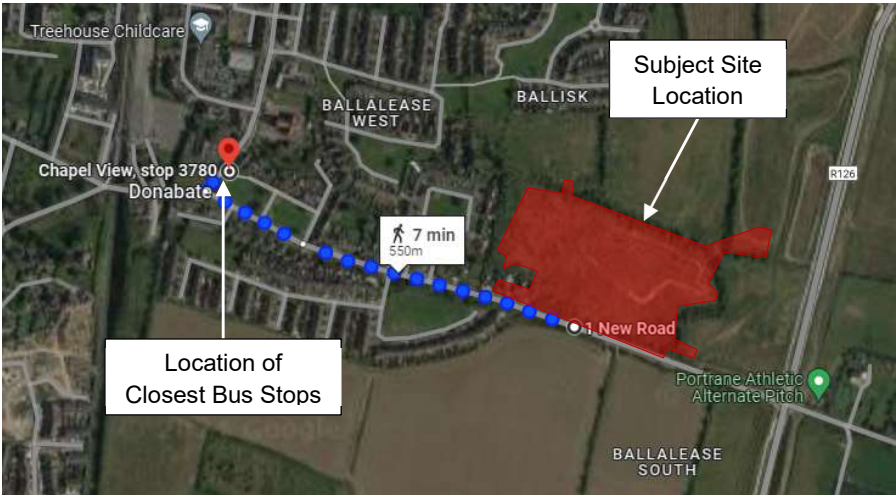 Treehouse Childcare
Subject Site
Location
BALLALEASE
WEST
BALLISK
R126
Chapel View, stop 3780
Donabate
7 min
550m
1 New Road
Location of
Closest Bus Stops
Portrane Athletic
Alternate Pitch
BALLALEASE
SOUTH